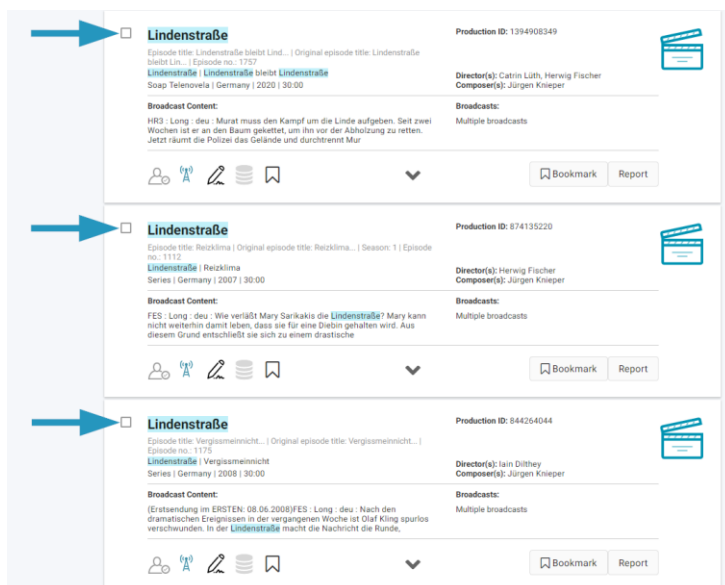 Lindenstraße
Production ID: 1394908349
Episode title: Lindenstraße bleibt Lind... | Original episode title: Lindenstraße
bleibt Lin... | Episode no.: 1757
Lindenstraße | Lindenstraße bleibt Lindenstraße
Soap Telenovela | Germany | 2020 | 30:00
Director(s): Catrin Lüth, Herwig Fischer
Composer(s): Jürgen Knieper
Broadcast Content:
HR3 : Long : deu : Murat muss den Kampf um die Linde aufgeben. Seit zwei
Wochen ist er an den Baum gekettet, um ihn vor der Abholzung zu retten.
Jetzt räumt die Polizei das Gelände und durchtrennt Mur
Broadcasts:
Multiple broadcasts
Bookmark
Report
Lindenstraße
Production ID: 874135220
Episode title: Reizklima | Original episode title: Reizklima... | Season: 1 | Episode
no.: 1112
Lindenstraße | Reizklima
Series | Germany | 2007 | 30:00
Director(s): Herwig Fischer
Composer(s): Jürgen Knieper
Broadcast Content:
FES : Long : deu : Wie verläßt Mary Sarikakis die Lindenstraße? Mary kann
nicht weiterhin damit leben, dass sie für eine Diebin gehalten wird. Aus
diesem Grund entschließt sie sich zu einem drastische
Broadcasts:
Multiple broadcasts
Bookmark
Report
Lindenstraße
Production ID: 844264044
Episode title: Vergissmeinnicht... | Original episode title: Vergissmeinnicht... |
Episode no.: 1175
Lindenstraße | Vergissmeinnicht
Series | Germany | 2008 | 30:00
Director(s): Iain Dilthey
Composer(s): Jürgen Knieper
Broadcast Content:
(Erstsendung im ERSTEN: 08.06.2008)FES : Long : deu : Nach den
dramatischen Ereignissen in der vergangenen Woche ist Olaf Kling spurlos
verschwunden. In der Lindenstraße macht die Nachricht die Runde,
Broadcasts:
Multiple broadcasts
Bookmark
Report